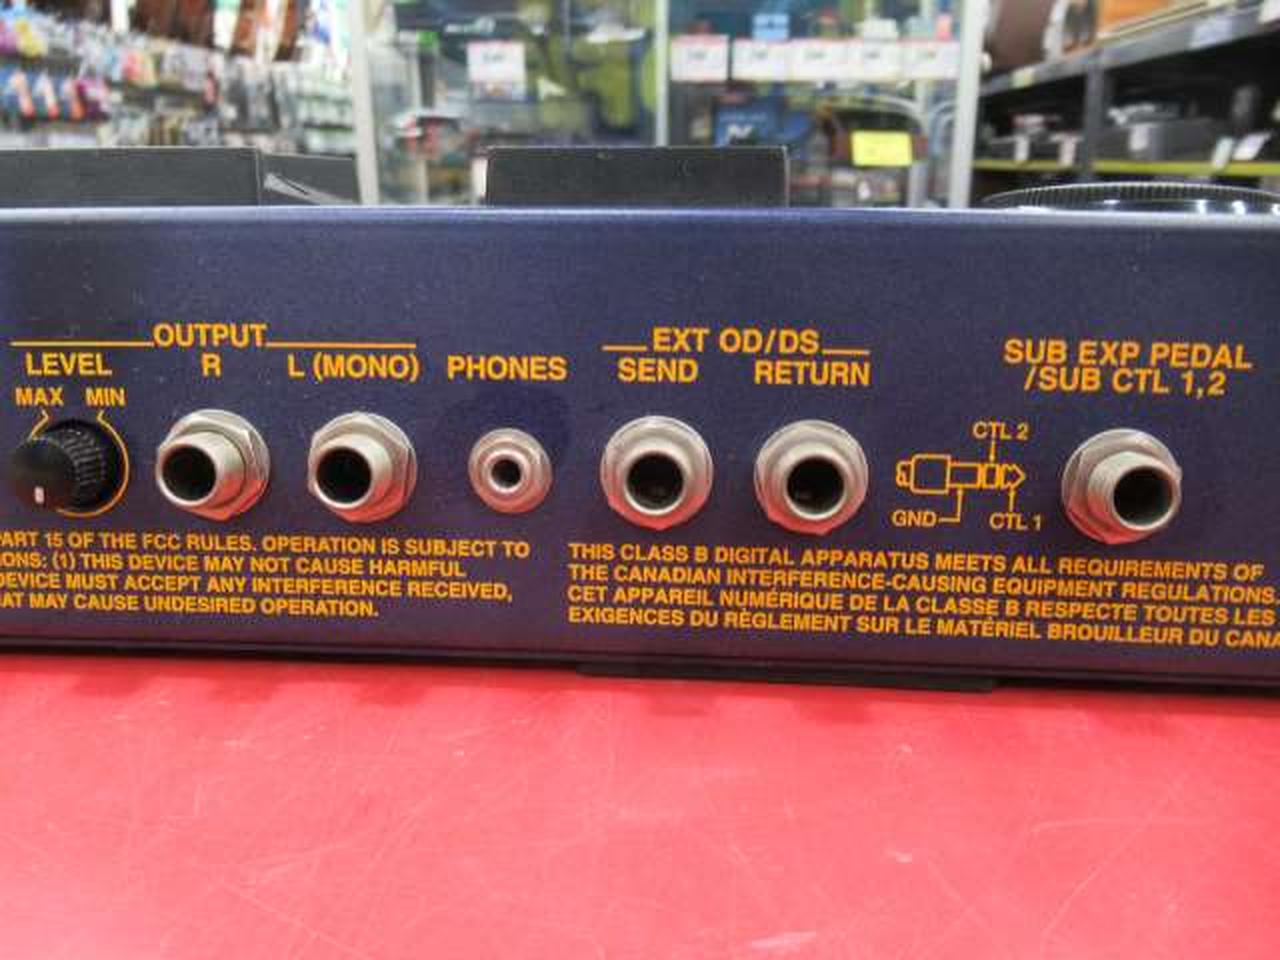 OUTPUT
LEVEL
R
L (MONO)
MAX
MIN
PHONES
EXT OD/DS
SEND
RETURN
SUB EXP PEDAL
/SUB CTL 1,2
CTL 2
GND
CTL 1
PART 15 OF THE FCC RULES. OPERATION IS SUBJECT TO
IONS: (1) THIS DEVICE MAY NOT CAUSE HARMFUL
DEVICE MUST ACCEPT ANY INTERFERENCE RECEIVED,
AT MAY CAUSE UNDESIRED OPERATION.
THIS CLASS B DIGITAL APPARATUS MEETS ALL REQUIREMENTS OF
THE CANADIAN INTERFERENCE-CAUSING EQUIPMENT REGULATIONS.
CET APPAREIL NUMÉRIQUE DE LA CLASSE B RESPECTE TOUTES LES
EXIGENCES DU RÈGLEMENT SUR LE MATÉRIEL BROUILLEUR DU CANA